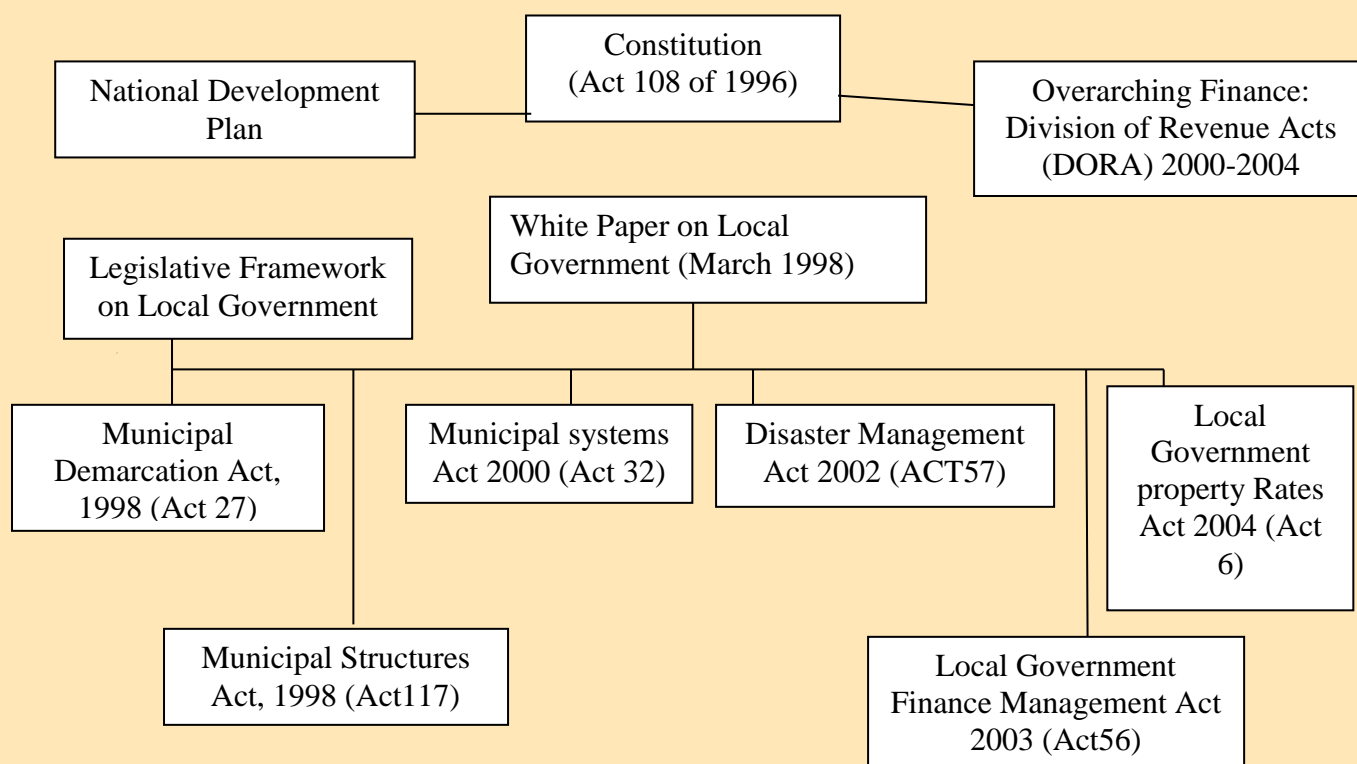 Constitution
(Act 108 of 1996)
National Development
Plan
Overarching Finance:
Division of Revenue Acts
(DORA) 2000-2004
White Paper on Local
Government (March 1998)
Legislative Framework
on Local Government
Municipal
Demarcation Act,
1998 (Act 27)
Municipal systems
Act 2000 (Act 32)
Disaster Management
Act 2002 (ACT57)
Local
Government
property Rates
Act 2004 (Act
6)
Municipal Structures
Act, 1998 (Act117)
Local Government
Finance Management Act
2003 (Act56)